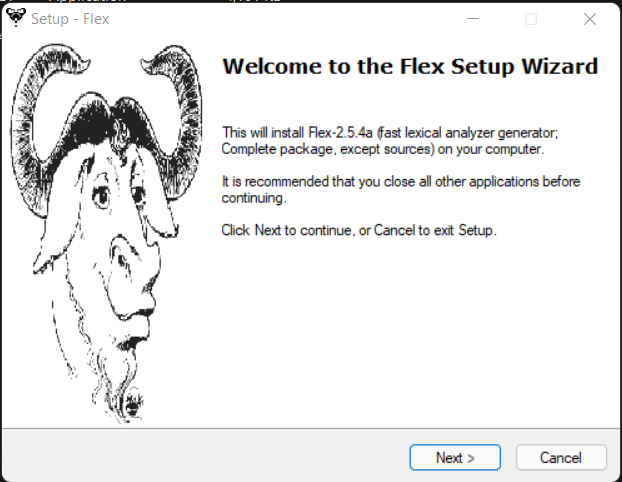 Setup - Flex
Welcome to the Flex Setup Wizard
This will install Flex-2.5.4a (fast lexical analyzer generator;
Complete package, except sources) on your computer.
It is recommended that you close all other applications before
continuing.
Click Next to continue, or Cancel to exit Setup.
Next >
Cancel